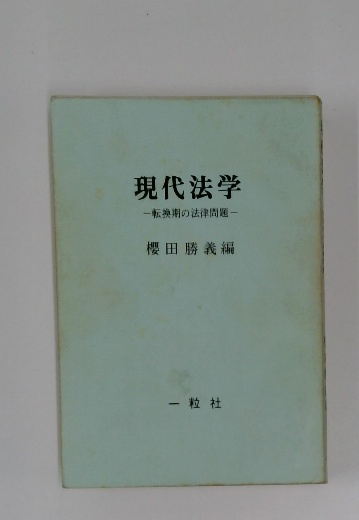 現代法学
―転換期の法律問題―
櫻田勝義編
一粒社